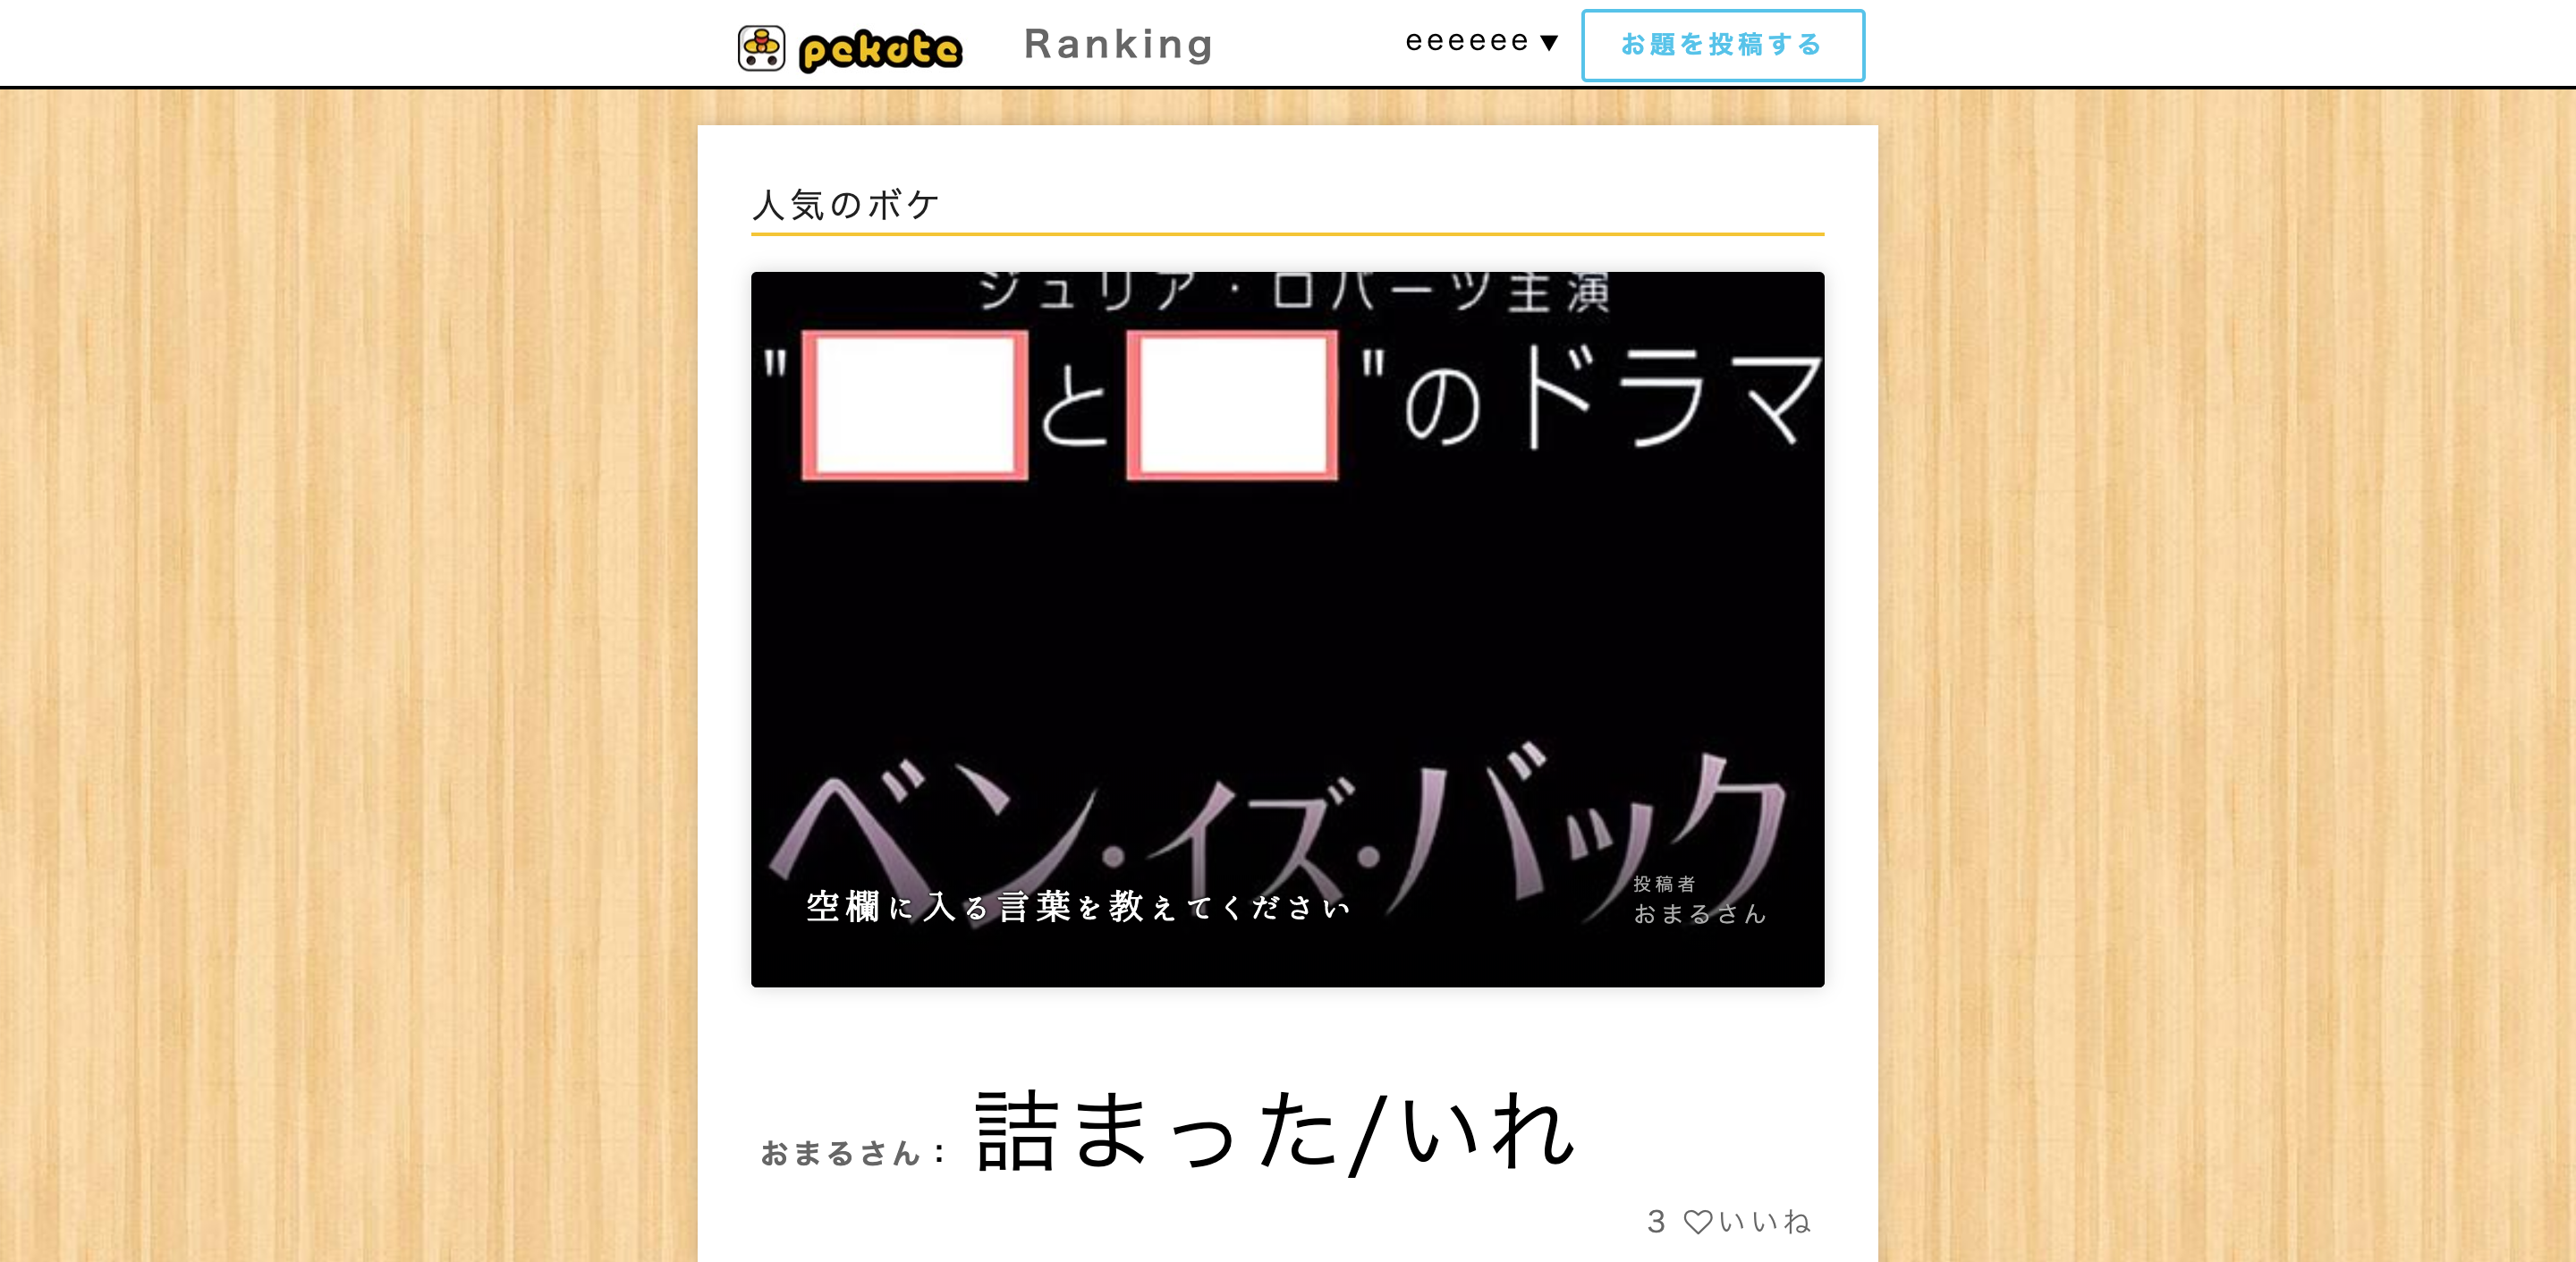 pekote
Ranking
eeeeee ▼
お題を投稿する
人気のボケ
ジュリア・ロバーツ主演
"と"のドラマ
ベン・イズ・バック
空欄に入る言葉を教えてください
投稿者
おまるさん
おまるさん： 詰まった/いれ
3 ♡いいね